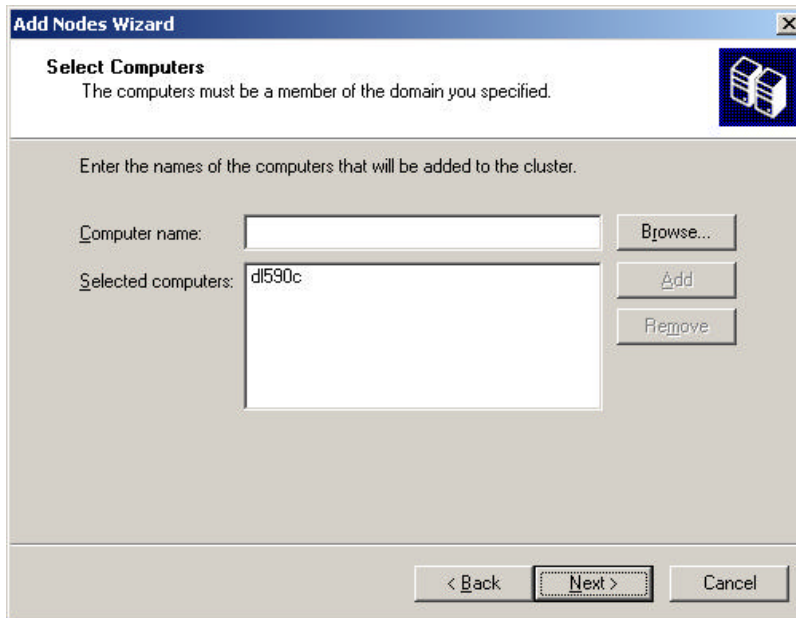 Add Nodes Wizard
Select Computers
The computers must be a member of the domain you specified.
Enter the names of the computers that will be added to the cluster.
Computer name:
Browse...
Selected computers:
dl590c
Add
Remove
< Back
Next >
Cancel